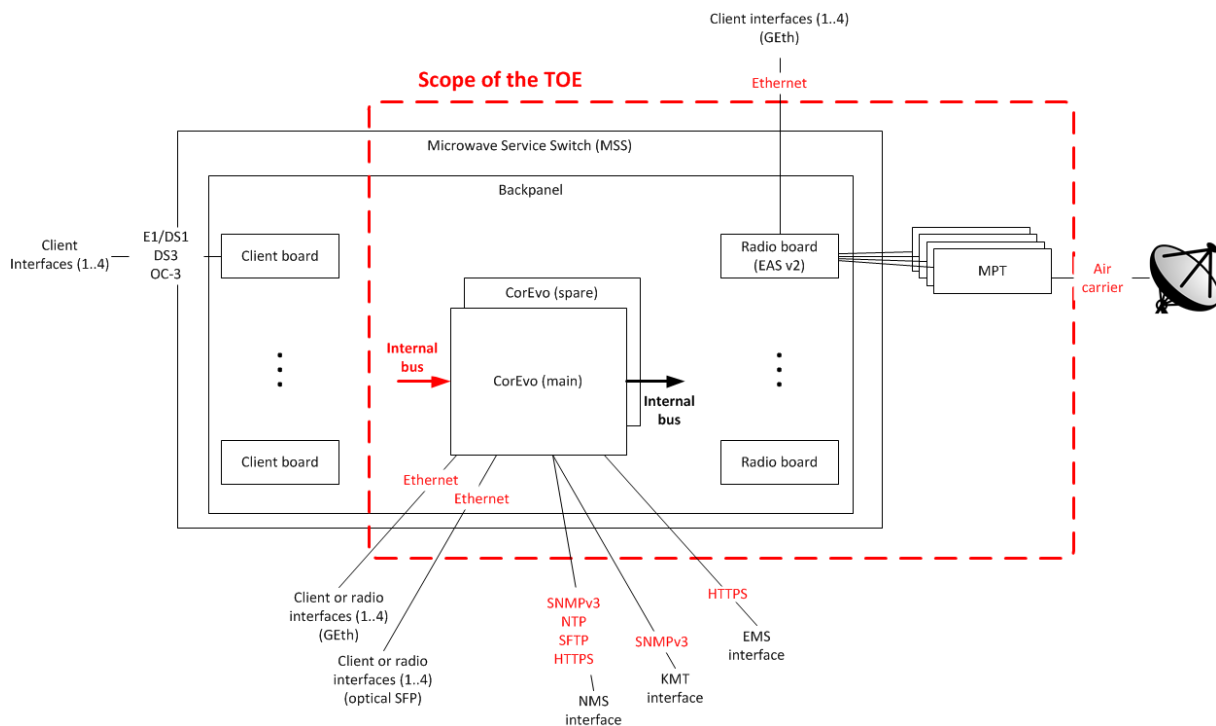 Client interfaces (1..4)
(GEth)
Scope of the TOE
Ethernet
Microwave Service Switch (MSS)
Backpanel
Client
Interfaces (1..4)
E1/DS1
DS3
OC-3
Client board
Radio board
(EAS v2)
MPT
Air
carrier
CorEvo (spare)
Internal
bus
CorEvo (main)
Internal
bus
Client board
Radio board
Ethernet
Ethernet
Client or radio
interfaces (1..4)
(GEth)
Client or radio
interfaces (1..4)
(optical SFP)
SNMPv3
NTP
SFTP
HTTPS
NMS
interface
SNMPv3
KMT
interface
HTTPS
EMS
interface